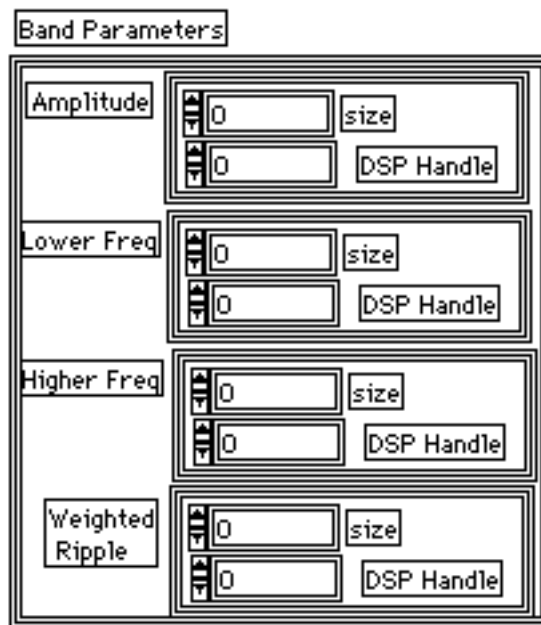 Band Parameters
Amplitude
0 size
0 DSP Handle
Lower Freq
0 size
0 DSP Handle
Higher Freq
0 size
0 DSP Handle
Weighted
Ripple
0 size
0 DSP Handle